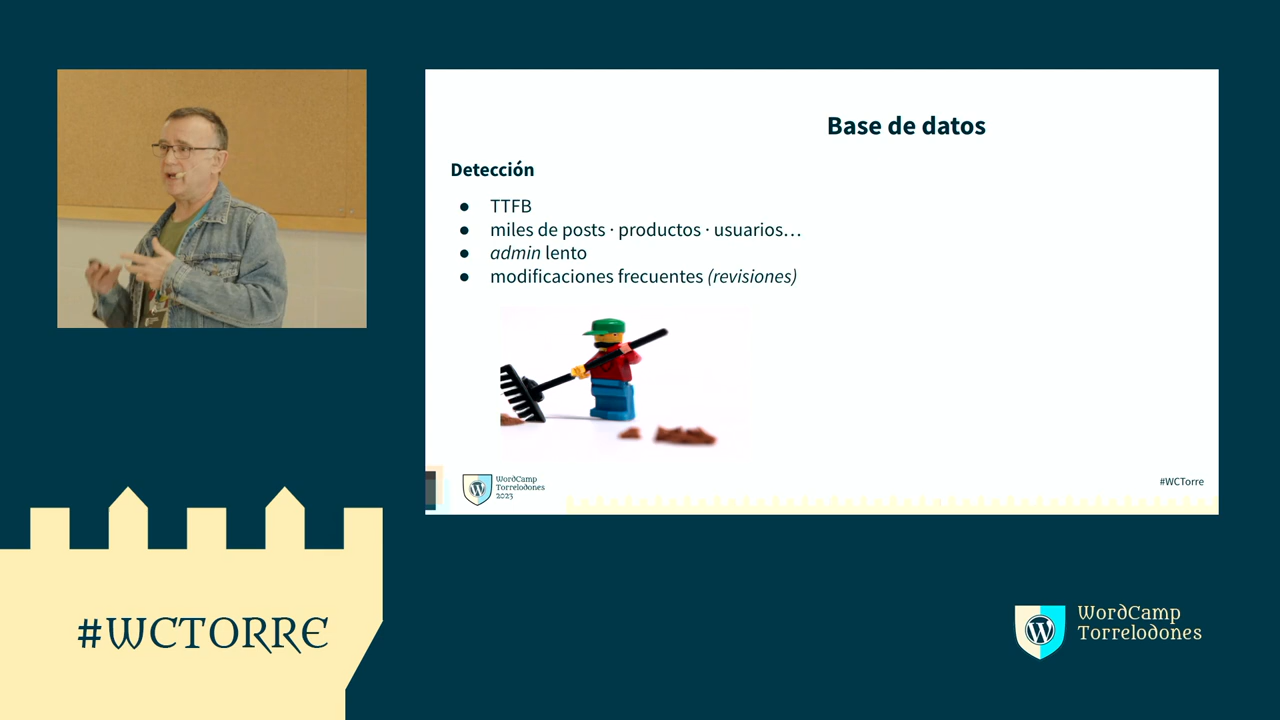 Base de datos
Detección
● TTFB
● miles de posts · productos · usuarios…
● admin lento
● modificaciones frecuentes (revisiones)
WordCamp
Torrelodones
2023
#WCTorre
#WCTORRE
WordCamp
Torrelodones